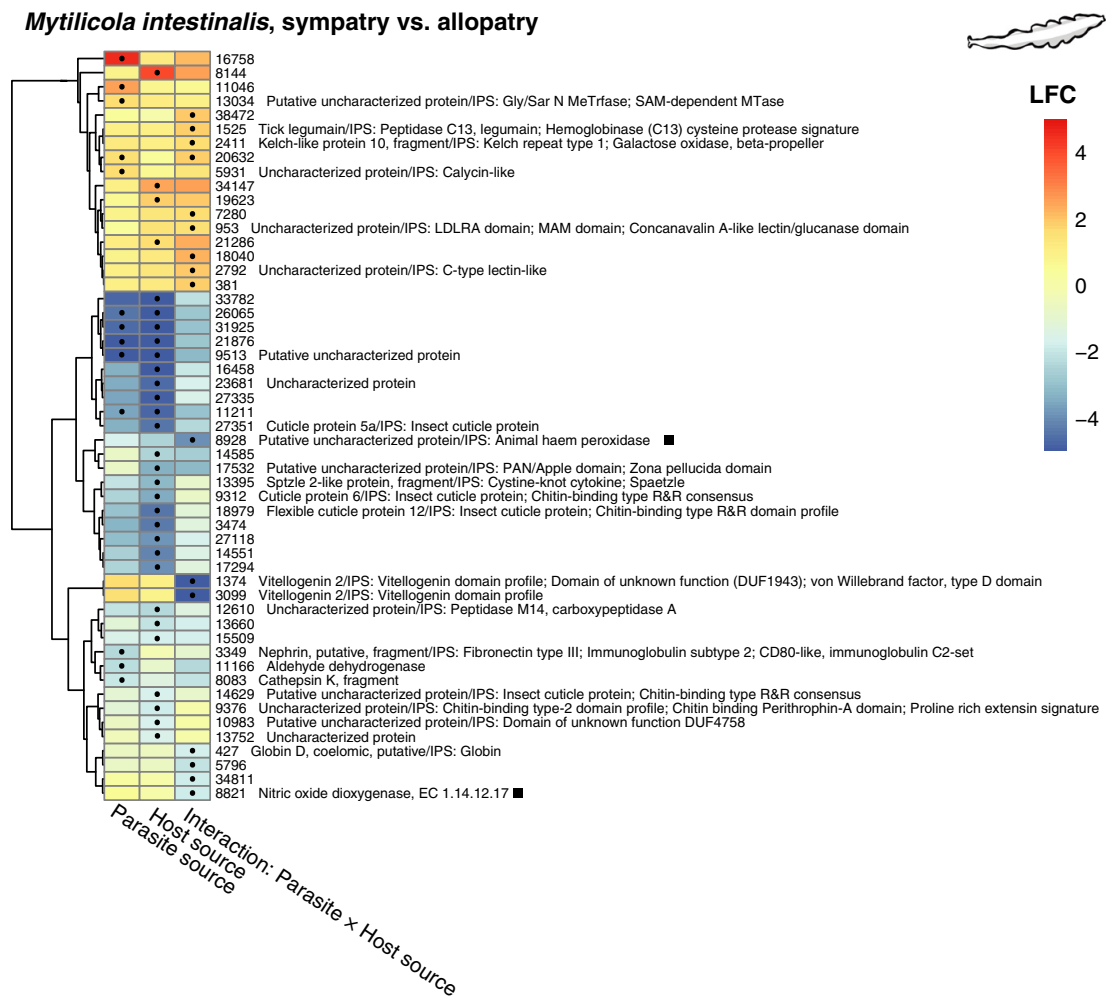 Mytilicola intestinalis, sympatry vs. allopatry
LFC
4
2
0
−2
−4
16758
8144
11046
13034 Putative uncharacterized protein/IPS: Gly/Sar N MeTrfase; SAM-dependent MTase
38472
1525 Tick legumain/IPS: Peptidase C13, legumain; Hemoglobinase (C13) cysteine protease signature
2411 Kelch-like protein 10, fragment/IPS: Kelch repeat type 1; Galactose oxidase, beta-propeller
20632
5931 Uncharacterized protein/IPS: Calycin-like
34147
19623
7280
953 Uncharacterized protein/IPS: LDLRA domain; MAM domain; Concanavalin A-like lectin/glucanase domain
21286
18040
2792 Uncharacterized protein/IPS: C-type lectin-like
381
33782
26065
31925
21876
9513 Putative uncharacterized protein
16458
23681 Uncharacterized protein
27335
11211
27351 Cuticle protein 5a/IPS: Insect cuticle protein
8928 Putative uncharacterized protein/IPS: Animal haem peroxidase
14585
17532 Putative uncharacterized protein/IPS: PAN/Apple domain; Zona pellucida domain
13395 Sptzle 2-like protein, fragment/IPS: Cystine-knot cytokine; Spaetzle
9312 Cuticle protein 6/IPS: Insect cuticle protein; Chitin-binding type R&R consensus
18979 Flexible cuticle protein 12/IPS: Insect cuticle protein; Chitin-binding type R&R domain profile
3474
27118
14551
17294
1374 Vitellogenin 2/IPS: Vitellogenin domain profile; Domain of unknown function (DUF1943); von Willebrand factor, type D domain
3099 Vitellogenin 2/IPS: Vitellogenin domain profile
12610 Uncharacterized protein/IPS: Peptidase M14, carboxypeptidase A
13660
15509
3349 Nephrin, putative, fragment/IPS: Fibronectin type III; Immunoglobulin subtype 2; CD80-like, immunoglobulin C2-set
11166 Aldehyde dehydrogenase
8083 Cathepsin K, fragment
14629 Putative uncharacterized protein/IPS: Insect cuticle protein; Chitin-binding type R&R consensus
9376 Uncharacterized protein/IPS: Chitin-binding type-2 domain profile; Chitin binding Perithrophin-A domain; Proline rich extensin signature
10983 Putative uncharacterized protein/IPS: Domain of unknown function DUF4758
13752 Uncharacterized protein
427 Globin D, coelomic, putative/IPS: Globin
5796
34811
8821 Nitric oxide dioxygenase, EC 1.14.12.17
Parasite source
Host source
Interaction: Parasite × Host source